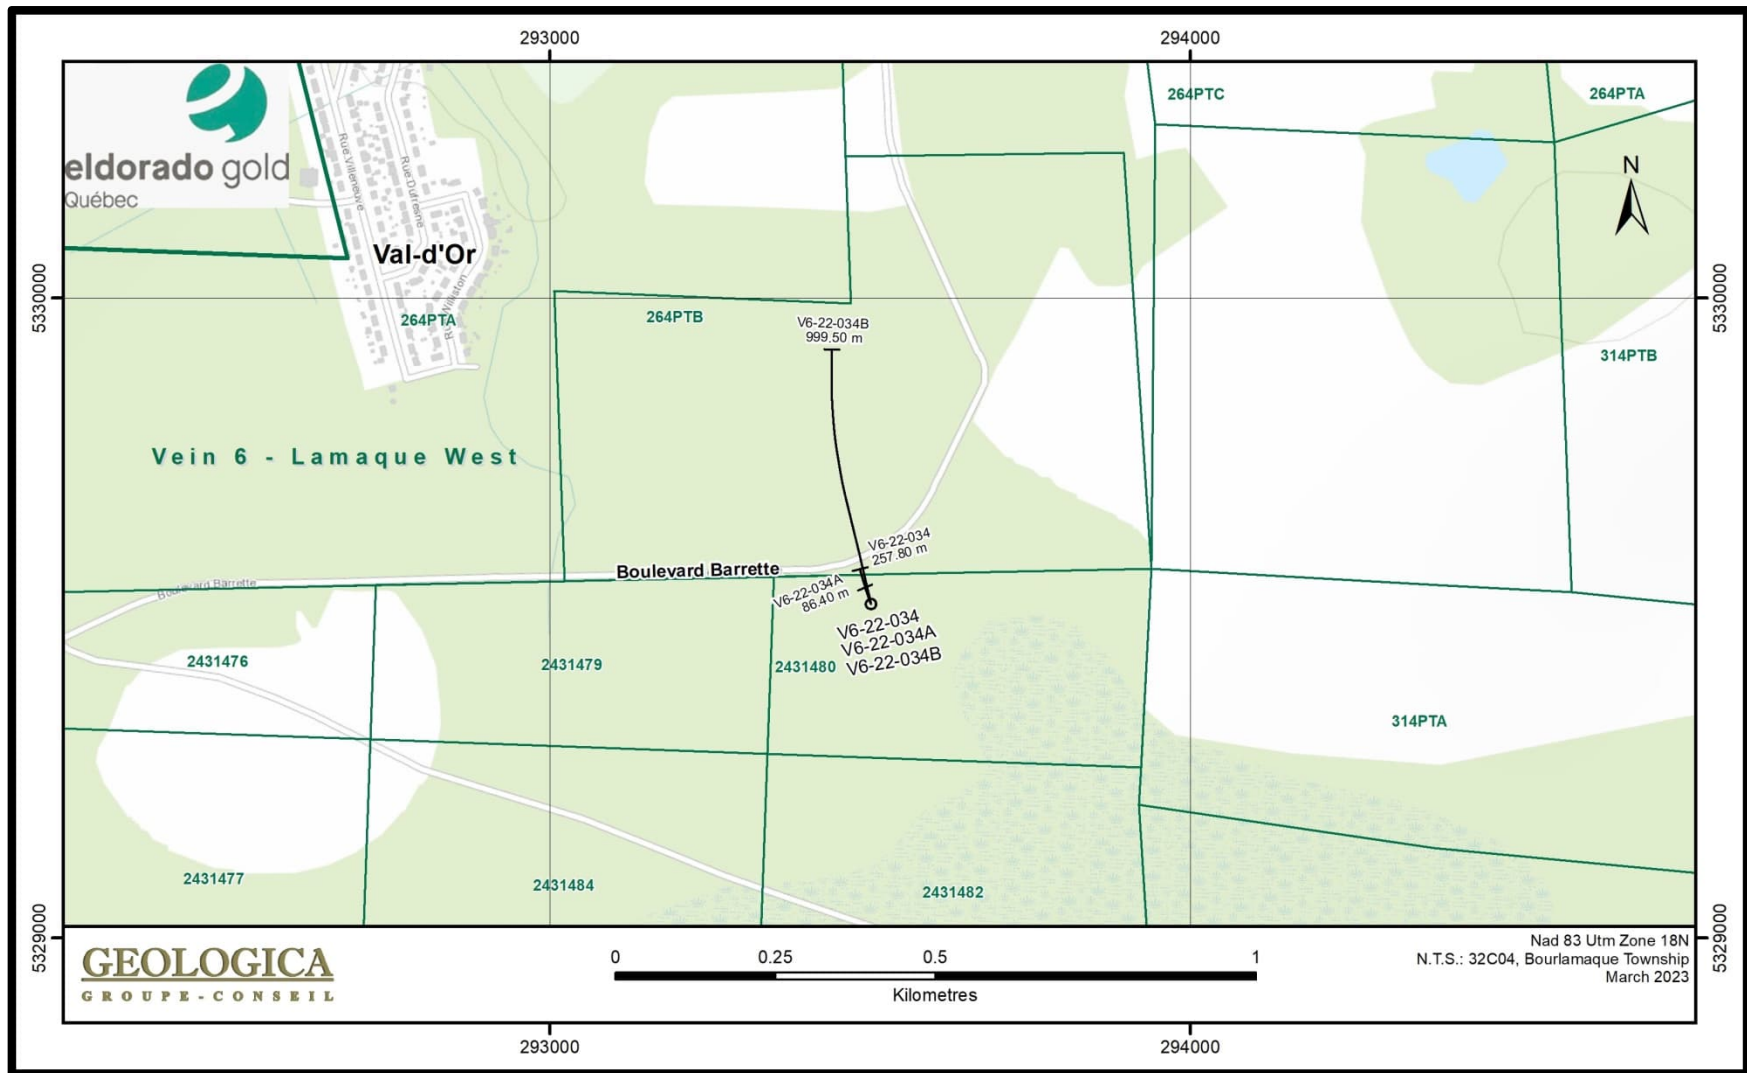 293000
294000
eldorado gold
Québec
Rue Villeneuve
Rue Dufresne
264PTC
264PTA
N
Val-d'Or
5330000
5330000
264PTA
264PTB
V6-22-034B
999.50 m
314PTB
Vein 6 - Lamaque West
V6-22-034
257.80 m
Boulevard Barrette
Boulevard Barrette
V6-22-034A
86.40 m
V6-22-034
V6-22-034A
V6-22-034B
2431476
2431479
2431480
314PTA
2431477
2431484
2431482
5329000
5329000
GEOLOGICA
GROUPE-CONSEIL
0 0.25 0.5 1
Kilometres
Nad 83 Utm Zone 18N
N.T.S.: 32C04, Bourlamaque Township
March 2023
293000
294000